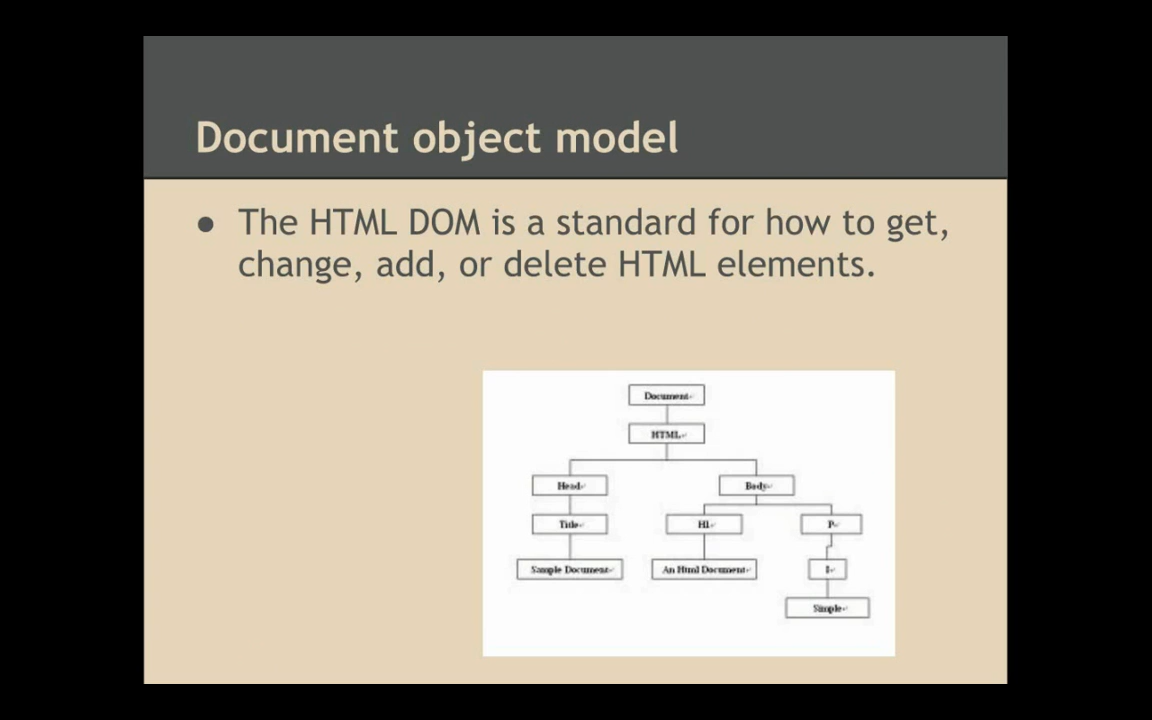 Document object model
● The HTML DOM is a standard for how to get,
change, add, or delete HTML elements.
Document
HTML
Head Body
Title H1 P
Sample Document An Html Document I
Simple